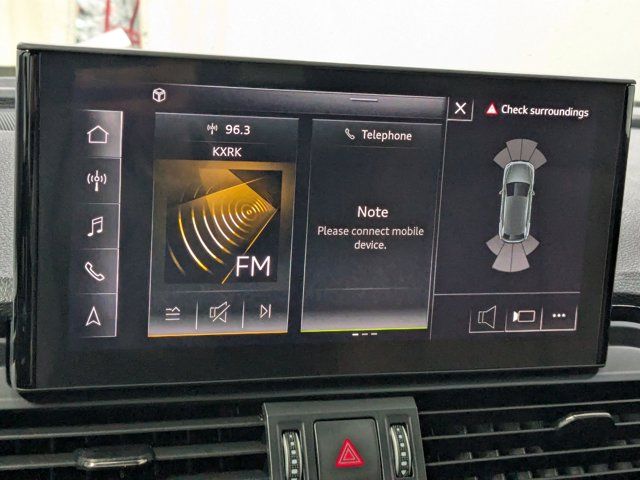 96.3
KXRK
FM
Telephone
Note
Please connect mobile
device.
Check surroundings